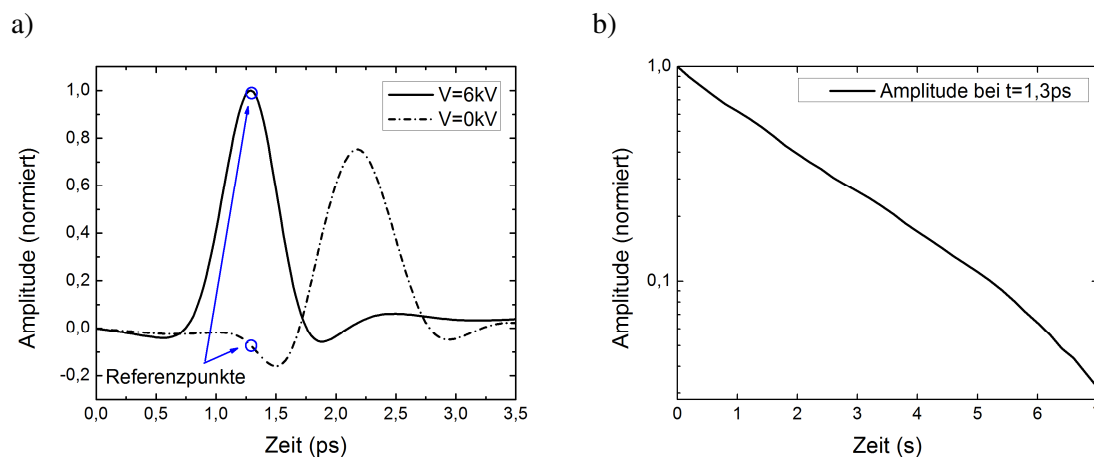 a)
1,0
0,8
0,6
0,4
0,2
0,0
-0,2
Amplitude (normiert)
V=6kV
V=0kV
Referenzpunkte
0,0 0,5 1,0 1,5 2,0 2,5 3,0 3,5
Zeit (ps)
b)
1,0
0,1
Amplitude (normiert)
Amplitude bei t=1,3ps
0 1 2 3 4 5 6
Zeit (s)